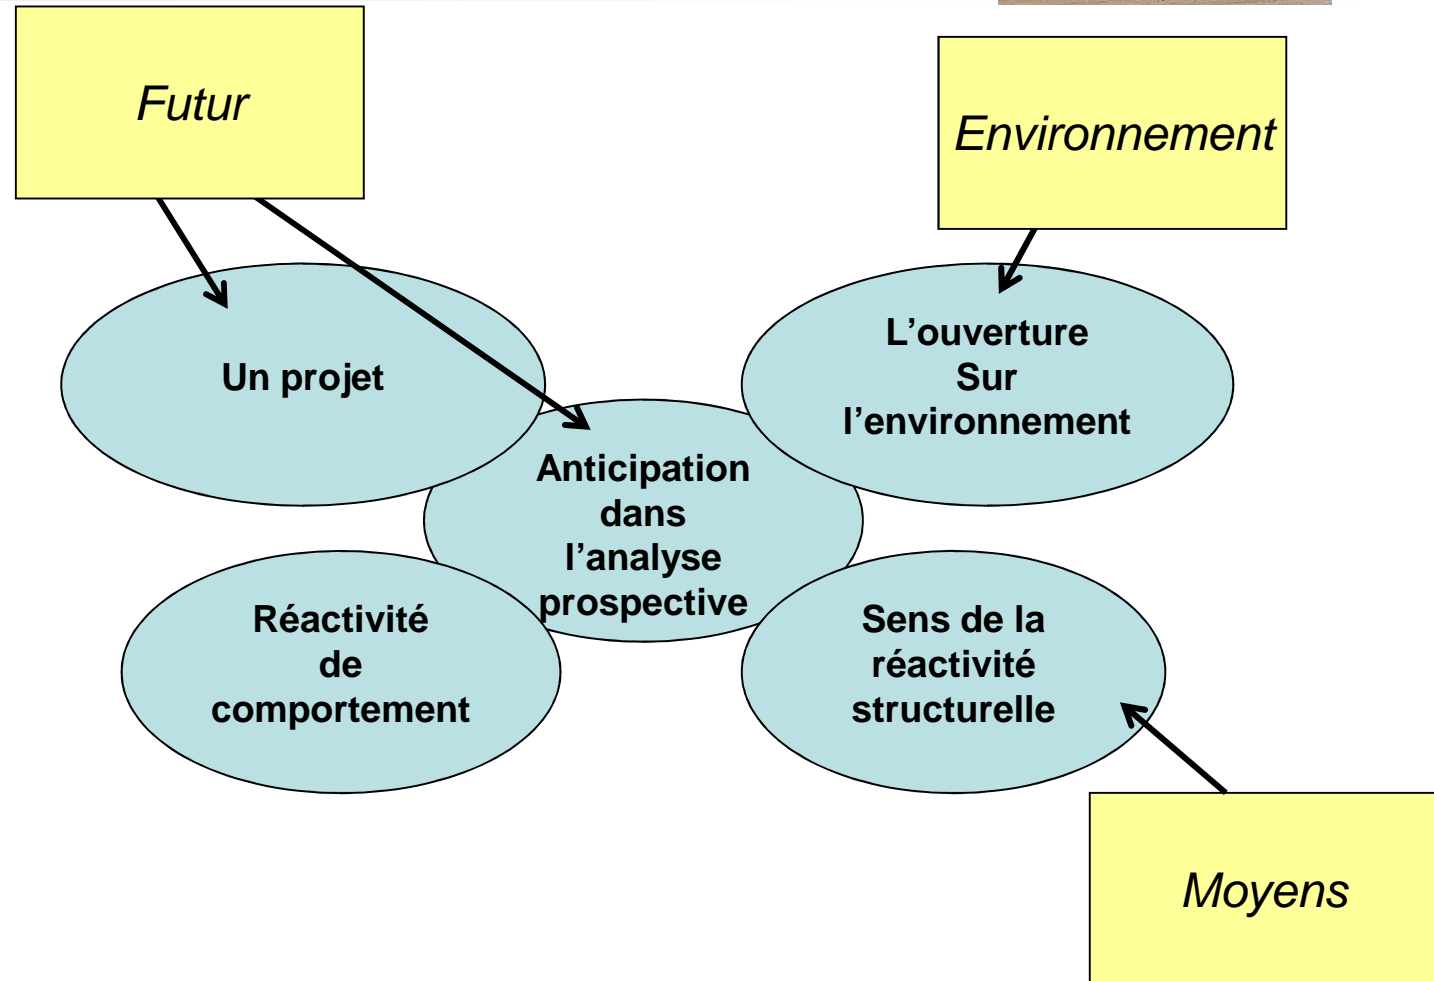 Futur
Environnement
Un projet
L’ouverture
Sur
l’environnement
Anticipation
dans
l’analyse
prospective
Réactivité
de
comportement
Sens de la
réactivité
structurelle
Moyens